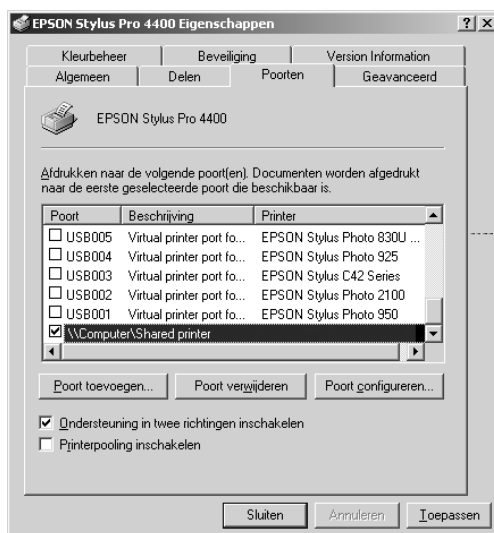 EPSON Stylus Pro 4400 Eigenschappen
Kleurbeheer Beveiliging Version Information
Algemeen Delen Poorten Geavanceerd
EPSON Stylus Pro 4400
Afdrukken naar de volgende poort(en). Documenten worden afgedrukt
naar de eerste geselecteerde poort die beschikbaar is.
Poort Beschrijving Printer
USB005 Virtual printer port fo... EPSON Stylus Photo 830U ...
USB004 Virtual printer port fo... EPSON Stylus Photo 925
USB003 Virtual printer port fo... EPSON Stylus C42 Series
USB002 Virtual printer port fo... EPSON Stylus Photo 2100
USB001 Virtual printer port fo... EPSON Stylus Photo 950
\\Computer\Shared printer
Poort toevoegen... Poort verwijderen Poort configureren...
Ondersteuning in twee richtingen inschakelen
Printerpooling inschakelen
Sluiten Annuleren Toepassen